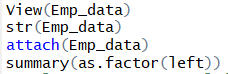 View(Emp_data)
str(Emp_data)
attach(Emp_data)
summary(as.factor(left))